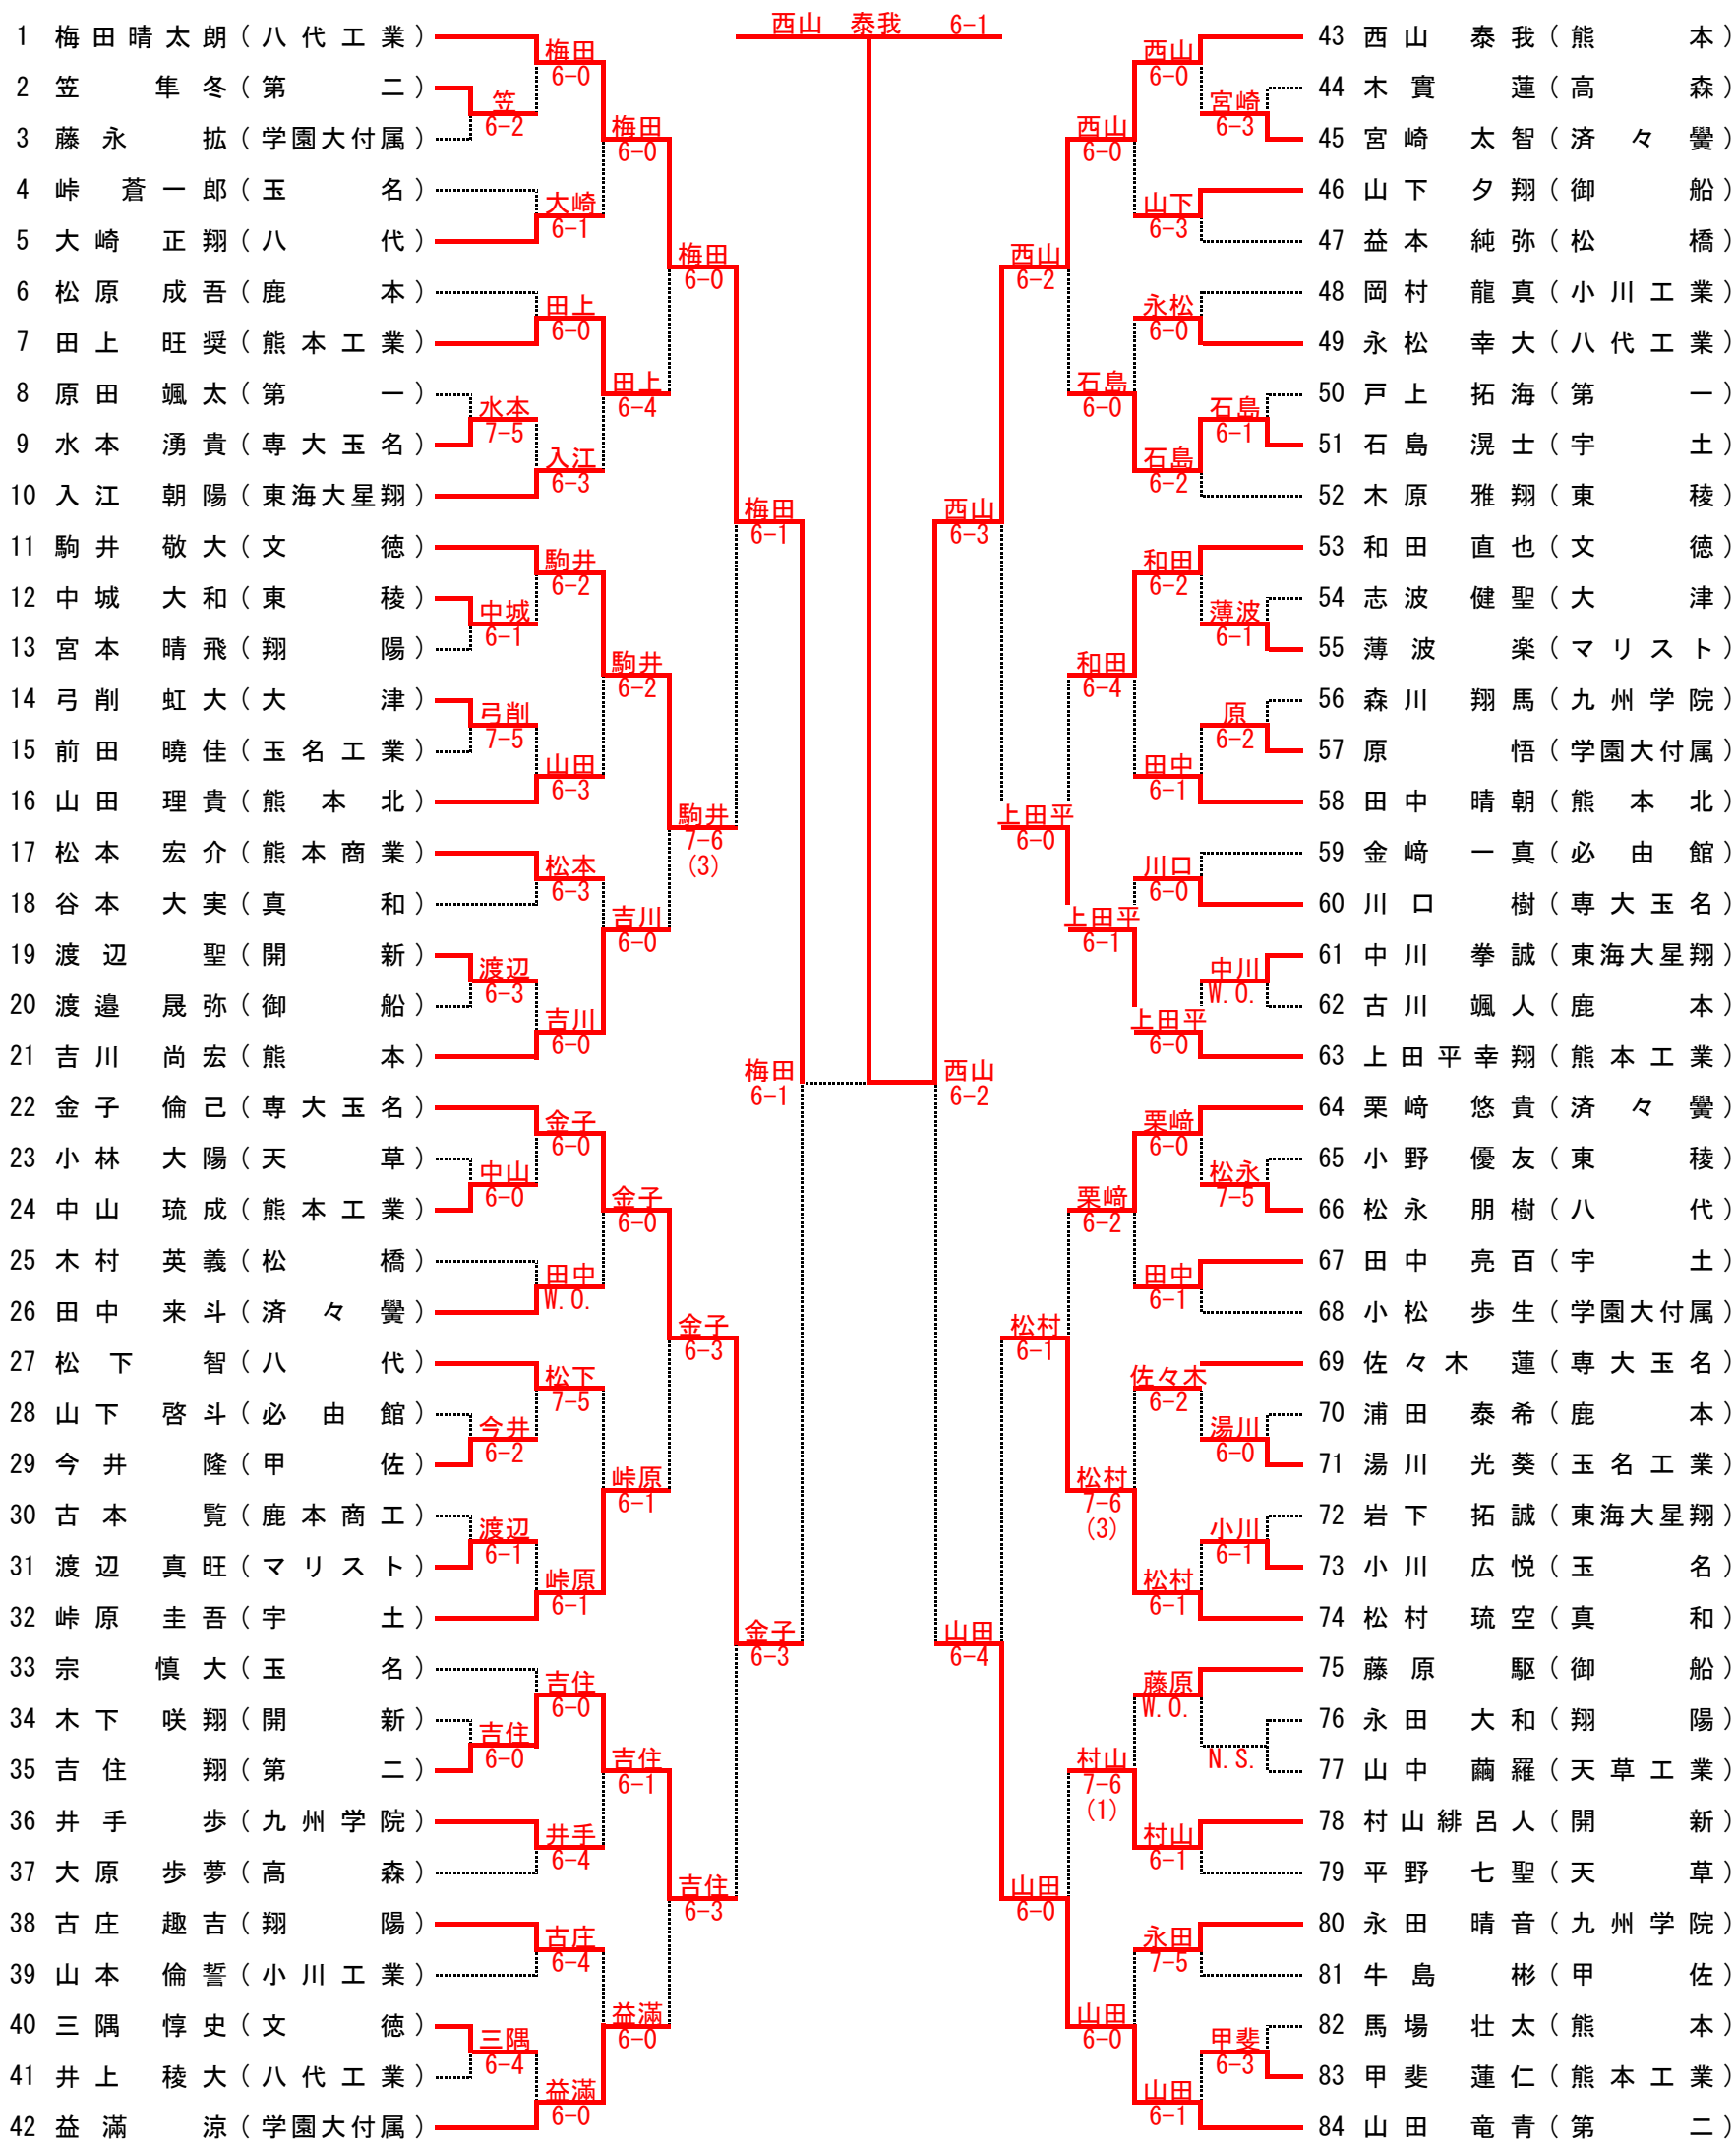 西山 泰我 6-1
1 梅田晴太朗（八代工業）
2 笠 隼冬（第二）
3 藤永 拡（学園大付属）
4 峠 蒼一郎（玉名）
5 大崎 正翔（八代）
6 松原 成吾（鹿本）
7 田上 旺奨（熊本工業）
8 原田 颯太（第一）
9 水本 湧貴（専大玉名）
10 入江 朝陽（東海大星翔）
11 駒井 敬大（文徳）
12 中城 大和（東稜）
13 宮本 晴飛（翔陽）
14 弓削 虹大（大津）
15 前田 曉佳（玉名工業）
16 山田 理貴（熊本北）
17 松本 宏介（熊本商業）
18 谷本 大実（真和）
19 渡辺 聖（開新）
20 渡邉 晟弥（御船）
21 吉川 尚宏（熊本）
22 金子 倫己（専大玉名）
23 小林 大陽（天草）
24 中山 琉成（熊本工業）
25 木村 英義（松橋）
26 田中 来斗（済々黌）
27 松下 智（八代）
28 山下 啓斗（必由館）
29 今井 隆（甲佐）
30 古本 覧（鹿本商工）
31 渡辺 真旺（マリスト）
32 峠原 圭吾（宇土）
33 宗 慎大（玉名）
34 木下 咲翔（開新）
35 吉住 翔（第二）
36 井手 歩（九州学院）
37 大原 歩夢（高森）
38 古庄 趣吉（翔陽）
39 山本 倫誓（小川工業）
40 三隅 惇史（文徳）
41 井上 稜大（八代工業）
42 益滿 涼（学園大付属）
笠 6-2
水本 7-5
中城 6-1
弓削 7-5
渡辺 6-3
中山 6-0
今井 6-2
渡辺 6-1
吉住 6-0
三隅 6-4
梅田 6-0
大崎 6-1
田上 6-0
入江 6-3
駒井 6-2
山田 6-3
松本 6-3
吉川 6-0
金子 6-0
田中 W.O.
松下 7-5
峠原 6-1
吉住 6-0
井手 6-4
古庄 6-4
益滿 6-0
梅田 6-0
田上 6-4
駒井 6-2
吉川 6-0
金子 6-0
峠原 6-1
吉住 6-1
益滿 6-0
梅田 6-0
駒井 7-6 (3)
金子 6-3
吉住 6-3
梅田 6-1
金子 6-3
梅田 6-1
西山 6-2
西山 6-3
山田 6-4
西山 6-2
上田平 6-0
松村 6-1
山田 6-0
西山 6-0
石島 6-0
和田 6-4
上田平 6-1
栗﨑 6-2
松村 7-6 (3)
村山 7-6 (1)
山田 6-0
西山 6-0
山下 6-3
永松 6-0
石島 6-2
和田 6-2
田中 6-1
川口 6-0
上田平 6-0
栗﨑 6-0
田中 6-1
佐々木 6-2
松村 6-1
藤原 W.O.
村山 6-1
永田 7-5
山田 6-1
宮崎 6-3
石島 6-1
薄波 6-1
原 6-2
中川 W.O.
松永 7-5
湯川 6-0
小川 6-1
N.S.
甲斐 6-3
43 西山 泰我（熊本）
44 木實 蓮（高森）
45 宮崎 太智（済々黌）
46 山下 夕翔（御船）
47 益本 純弥（松橋）
48 岡村 龍真（小川工業）
49 永松 幸大（八代工業）
50 戸上 拓海（第一）
51 石島 滉士（宇土）
52 木原 雅翔（東稜）
53 和田 直也（文徳）
54 志波 健聖（大津）
55 薄波 楽（マリスト）
56 森川 翔馬（九州学院）
57 原 悟（学園大付属）
58 田中 晴朝（熊本北）
59 金﨑 一真（必由館）
60 川口 樹（専大玉名）
61 中川 拳誠（東海大星翔）
62 古川 颯人（鹿本）
63 上田平幸翔（熊本工業）
64 栗﨑 悠貴（済々黌）
65 小野 優友（東稜）
66 松永 朋樹（八代）
67 田中 亮百（宇土）
68 小松 歩生（学園大付属）
69 佐々木 蓮（専大玉名）
70 浦田 泰希（鹿本）
71 湯川 光葵（玉名工業）
72 岩下 拓誠（東海大星翔）
73 小川 広悦（玉名）
74 松村 琉空（真和）
75 藤原 駆（御船）
76 永田 大和（翔陽）
77 山中 繭羅（天草工業）
78 村山緋呂人（開新）
79 平野 七聖（天草）
80 永田 晴音（九州学院）
81 牛島 彬（甲佐）
82 馬場 壮太（熊本）
83 甲斐 蓮仁（熊本工業）
84 山田 竜青（第二）